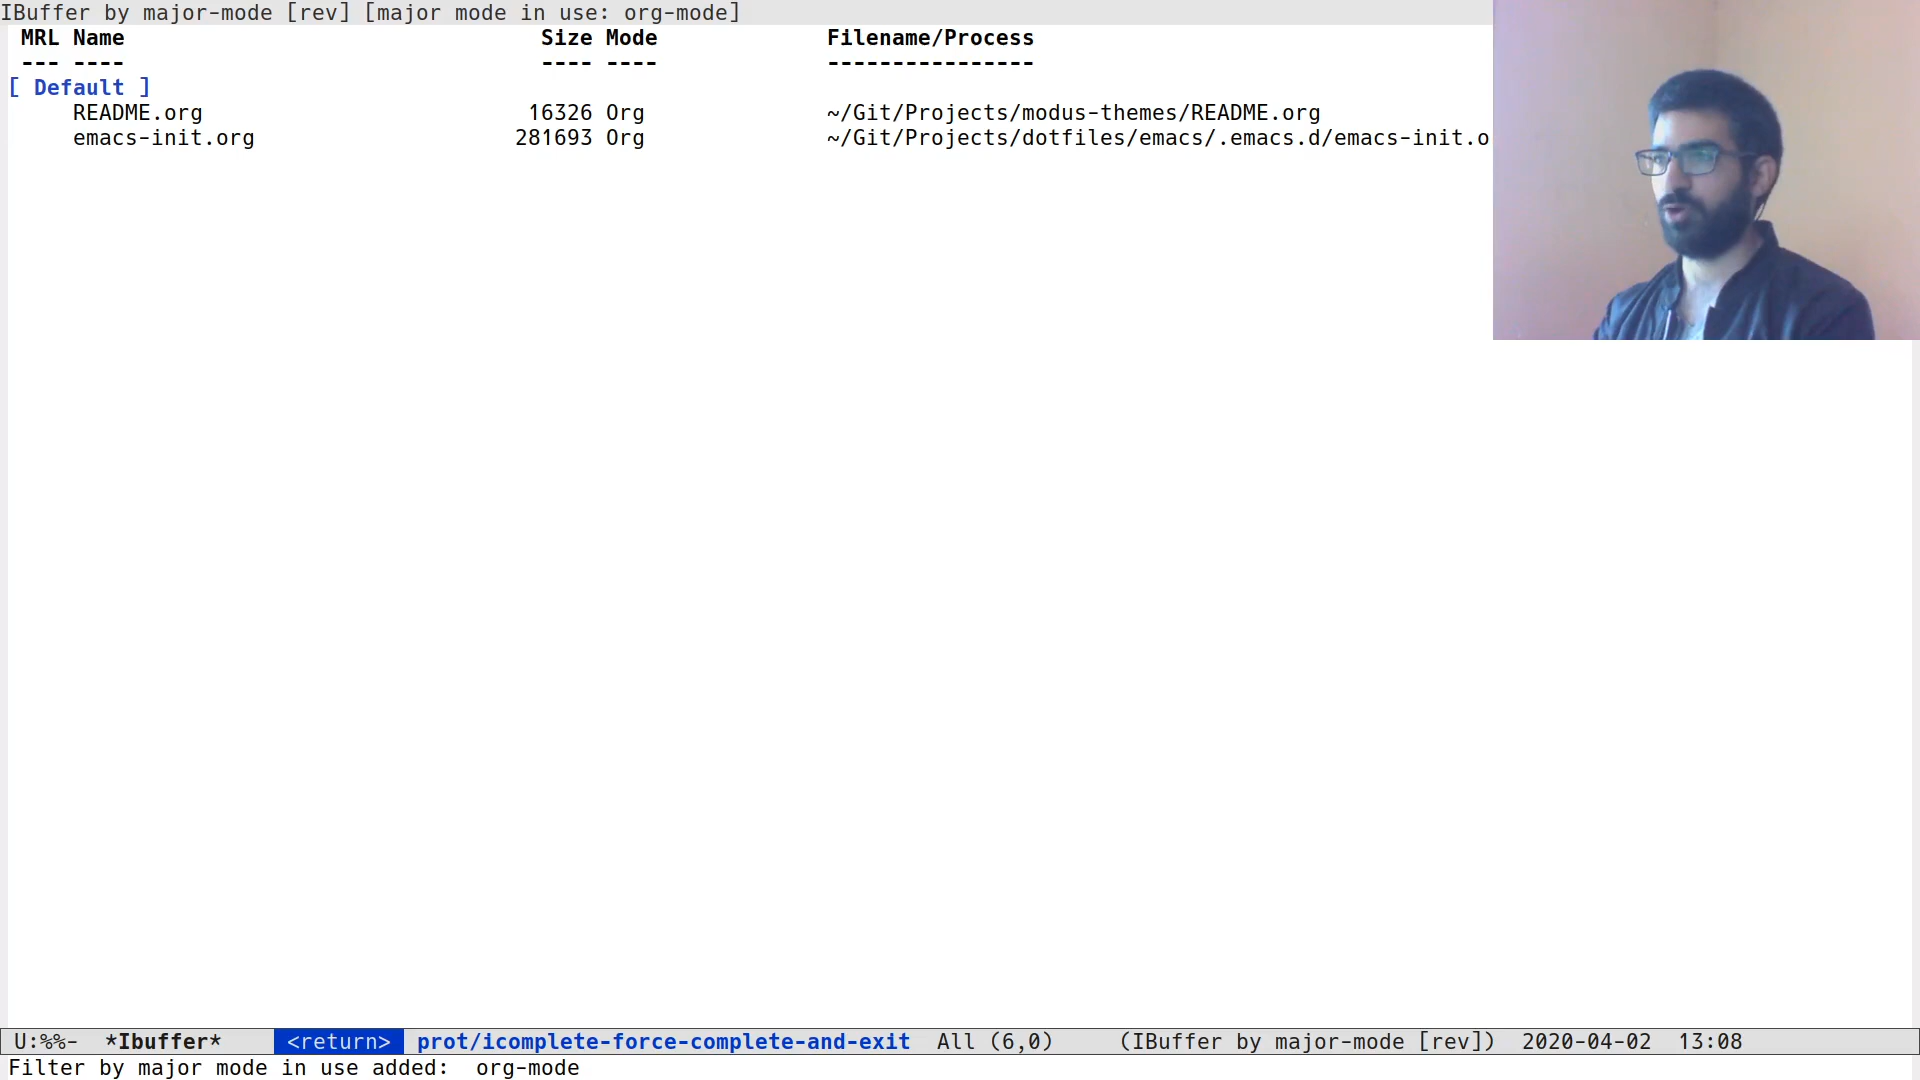 IBuffer by major-mode [rev] [major mode in use: org-mode]
MRL Name Size Mode Filename/Process
--- ---- ---- ---- ----------------
[ Default ]
README.org 16326 Org ~/Git/Projects/modus-themes/README.org
emacs-init.org 281693 Org ~/Git/Projects/dotfiles/emacs/.emacs.d/emacs-init.o
U:%%- *Ibuffer* <return> prot/icomplete-force-complete-and-exit All (6,0) (IBuffer by major-mode [rev]) 2020-04-02 13:08
Filter by major mode in use added: org-mode